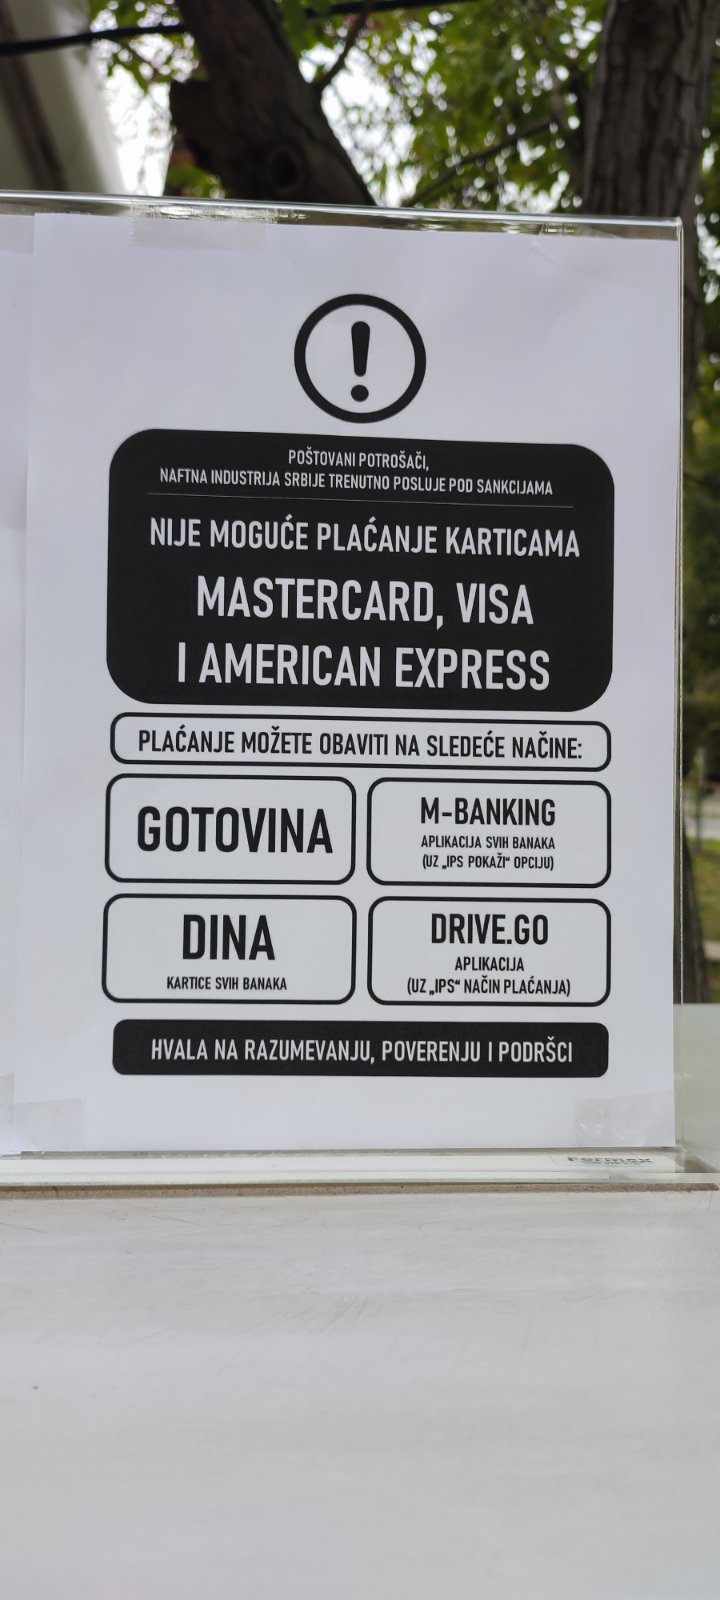 !
POŠTOVANI POTROŠAČI,
NAFTNA INDUSTRIJA SRBIJE TRENUTNO POSLUJE POD SANKCIJAMA
NIJE MOGUĆE PLAĆANJE KARTICAMA
MASTERCARD, VISA
I AMERICAN EXPRESS
PLAĆANJE MOŽETE OBAVITI NA SLEDEĆE NAČINE:
GOTOVINA
M-BANKING
APLIKACIJA SVIH BANAKA
(UZ „IPS POKAŽI“ OPCIJU)
DINA
KARTICE SVIH BANAKA
DRIVE.GO
APLIKACIJA
(UZ „IPS“ NAČIN PLAĆANJA)
HVALA NA RAZUMEVANJU, POVERENJU I PODRŠCI